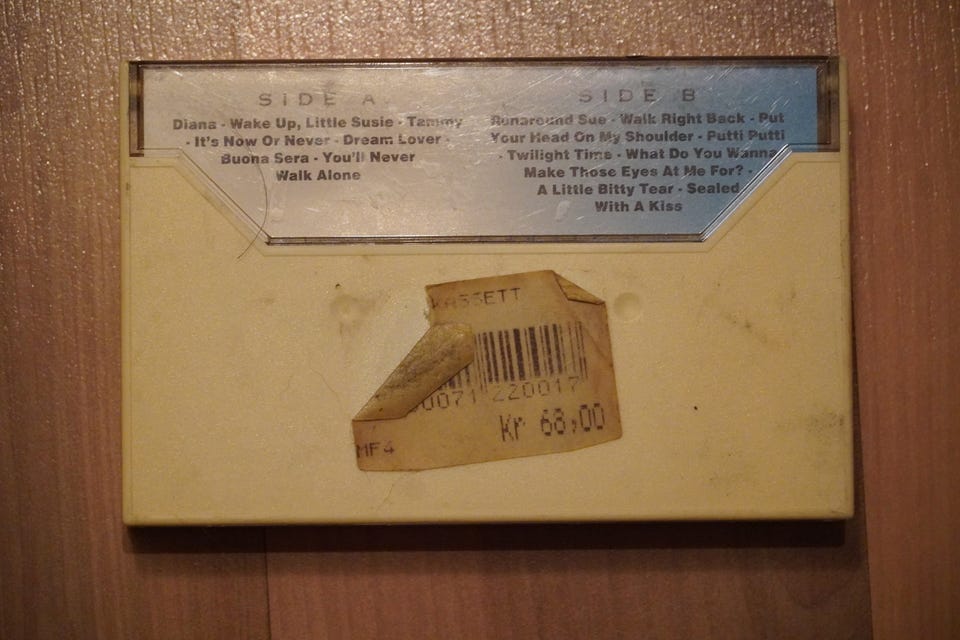 SIDE A
Diana - Wake Up, Little Susie - Tammy
- It's Now Or Never - Dream Lover -
Buona Sera - You'll Never
Walk Alone
SIDE B
Runaround Sue - Walk Right Back - Put
Your Head On My Shoulder - Putti Putti
- Twilight Time - What Do You Wanna
Make Those Eyes At Me For? -
A Little Bitty Tear - Sealed
With A Kiss
KASSETT
0071 220017
Kr 68,00
MF4